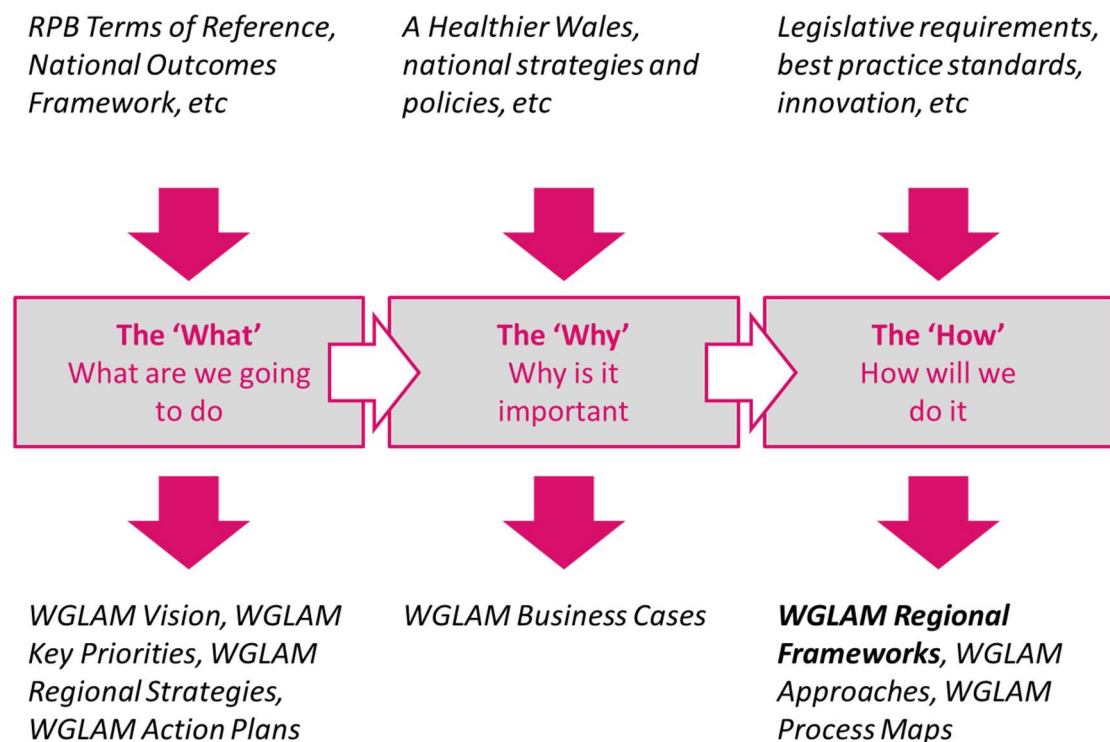 RPB Terms of Reference,
National Outcomes
Framework, etc
A Healthier Wales,
national strategies and
policies, etc
Legislative requirements,
best practice standards,
innovation, etc
The ‘What’
What are we going
to do
The ‘Why’
Why is it
important
The ‘How’
How will we
do it
WGLAM Vision, WGLAM
Key Priorities, WGLAM
Regional Strategies,
WGLAM Action Plans
WGLAM Business Cases
WGLAM Regional
Frameworks, WGLAM
Approaches, WGLAM
Process Maps